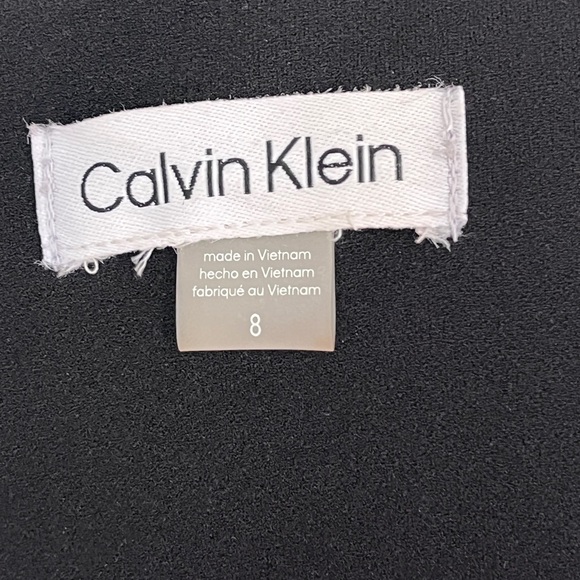 Calvin Klein
made in Vietnam
hecho en Vietnam
fabriqué au Vietnam
8